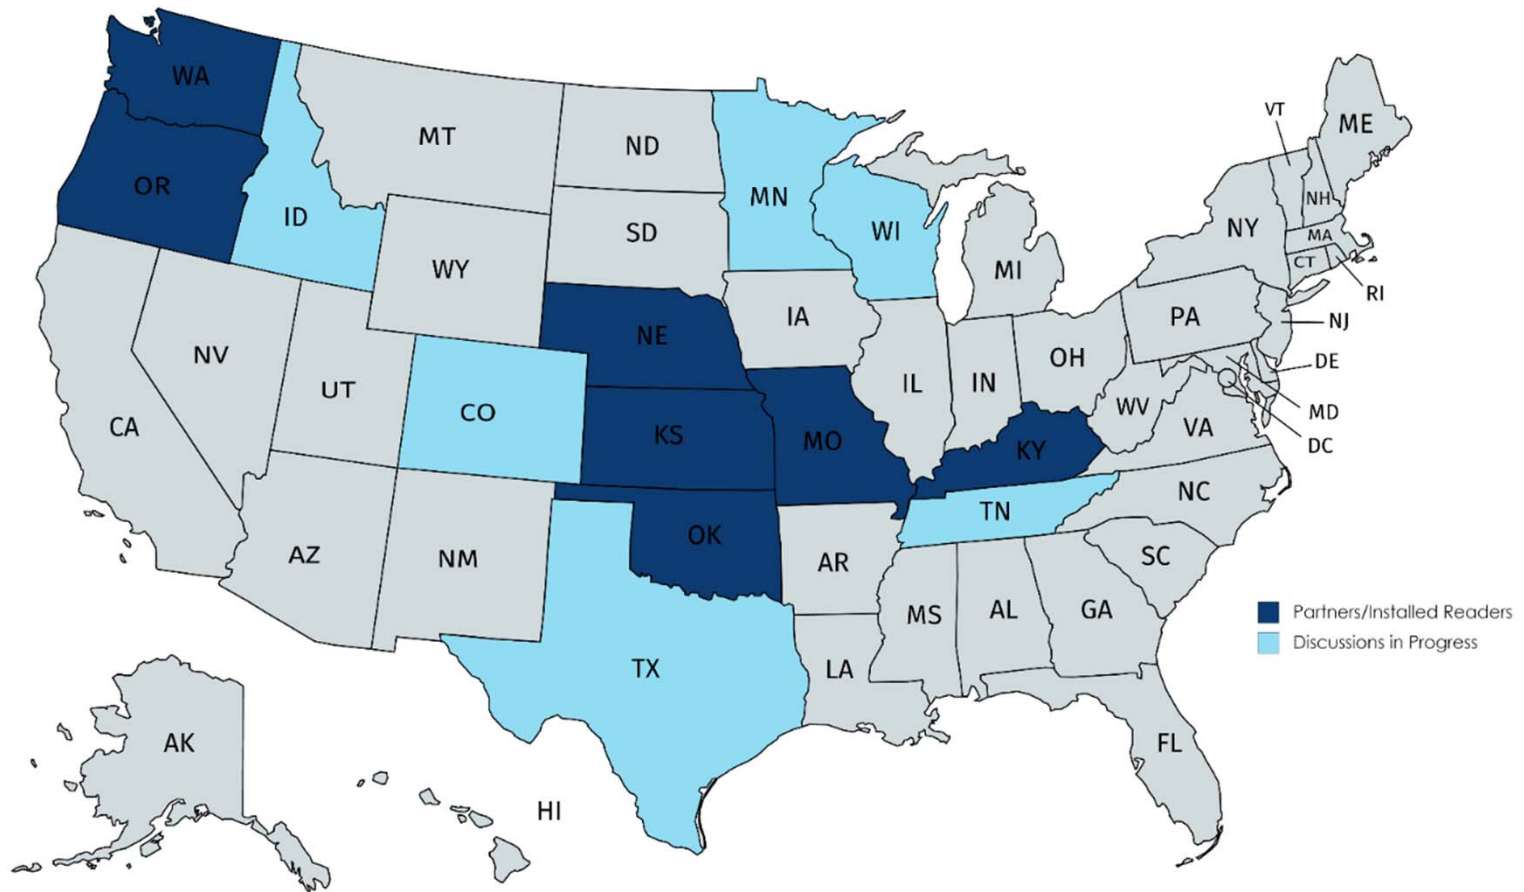 WA
MT
ND
MN
VT
ME
OR
ID
SD
WI
NH
NY
MA
WY
MI
CT
RI
IA
PA
NJ
NE
NV
OH
DE
UT
IL
IN
CO
WV
MD
CA
KS
MO
VA
DC
KY
NC
TN
OK
AZ
NM
AR
SC
MS
AL
GA
Partners/Installed Readers
Discussions in Progress
TX
LA
AK
FL
HI